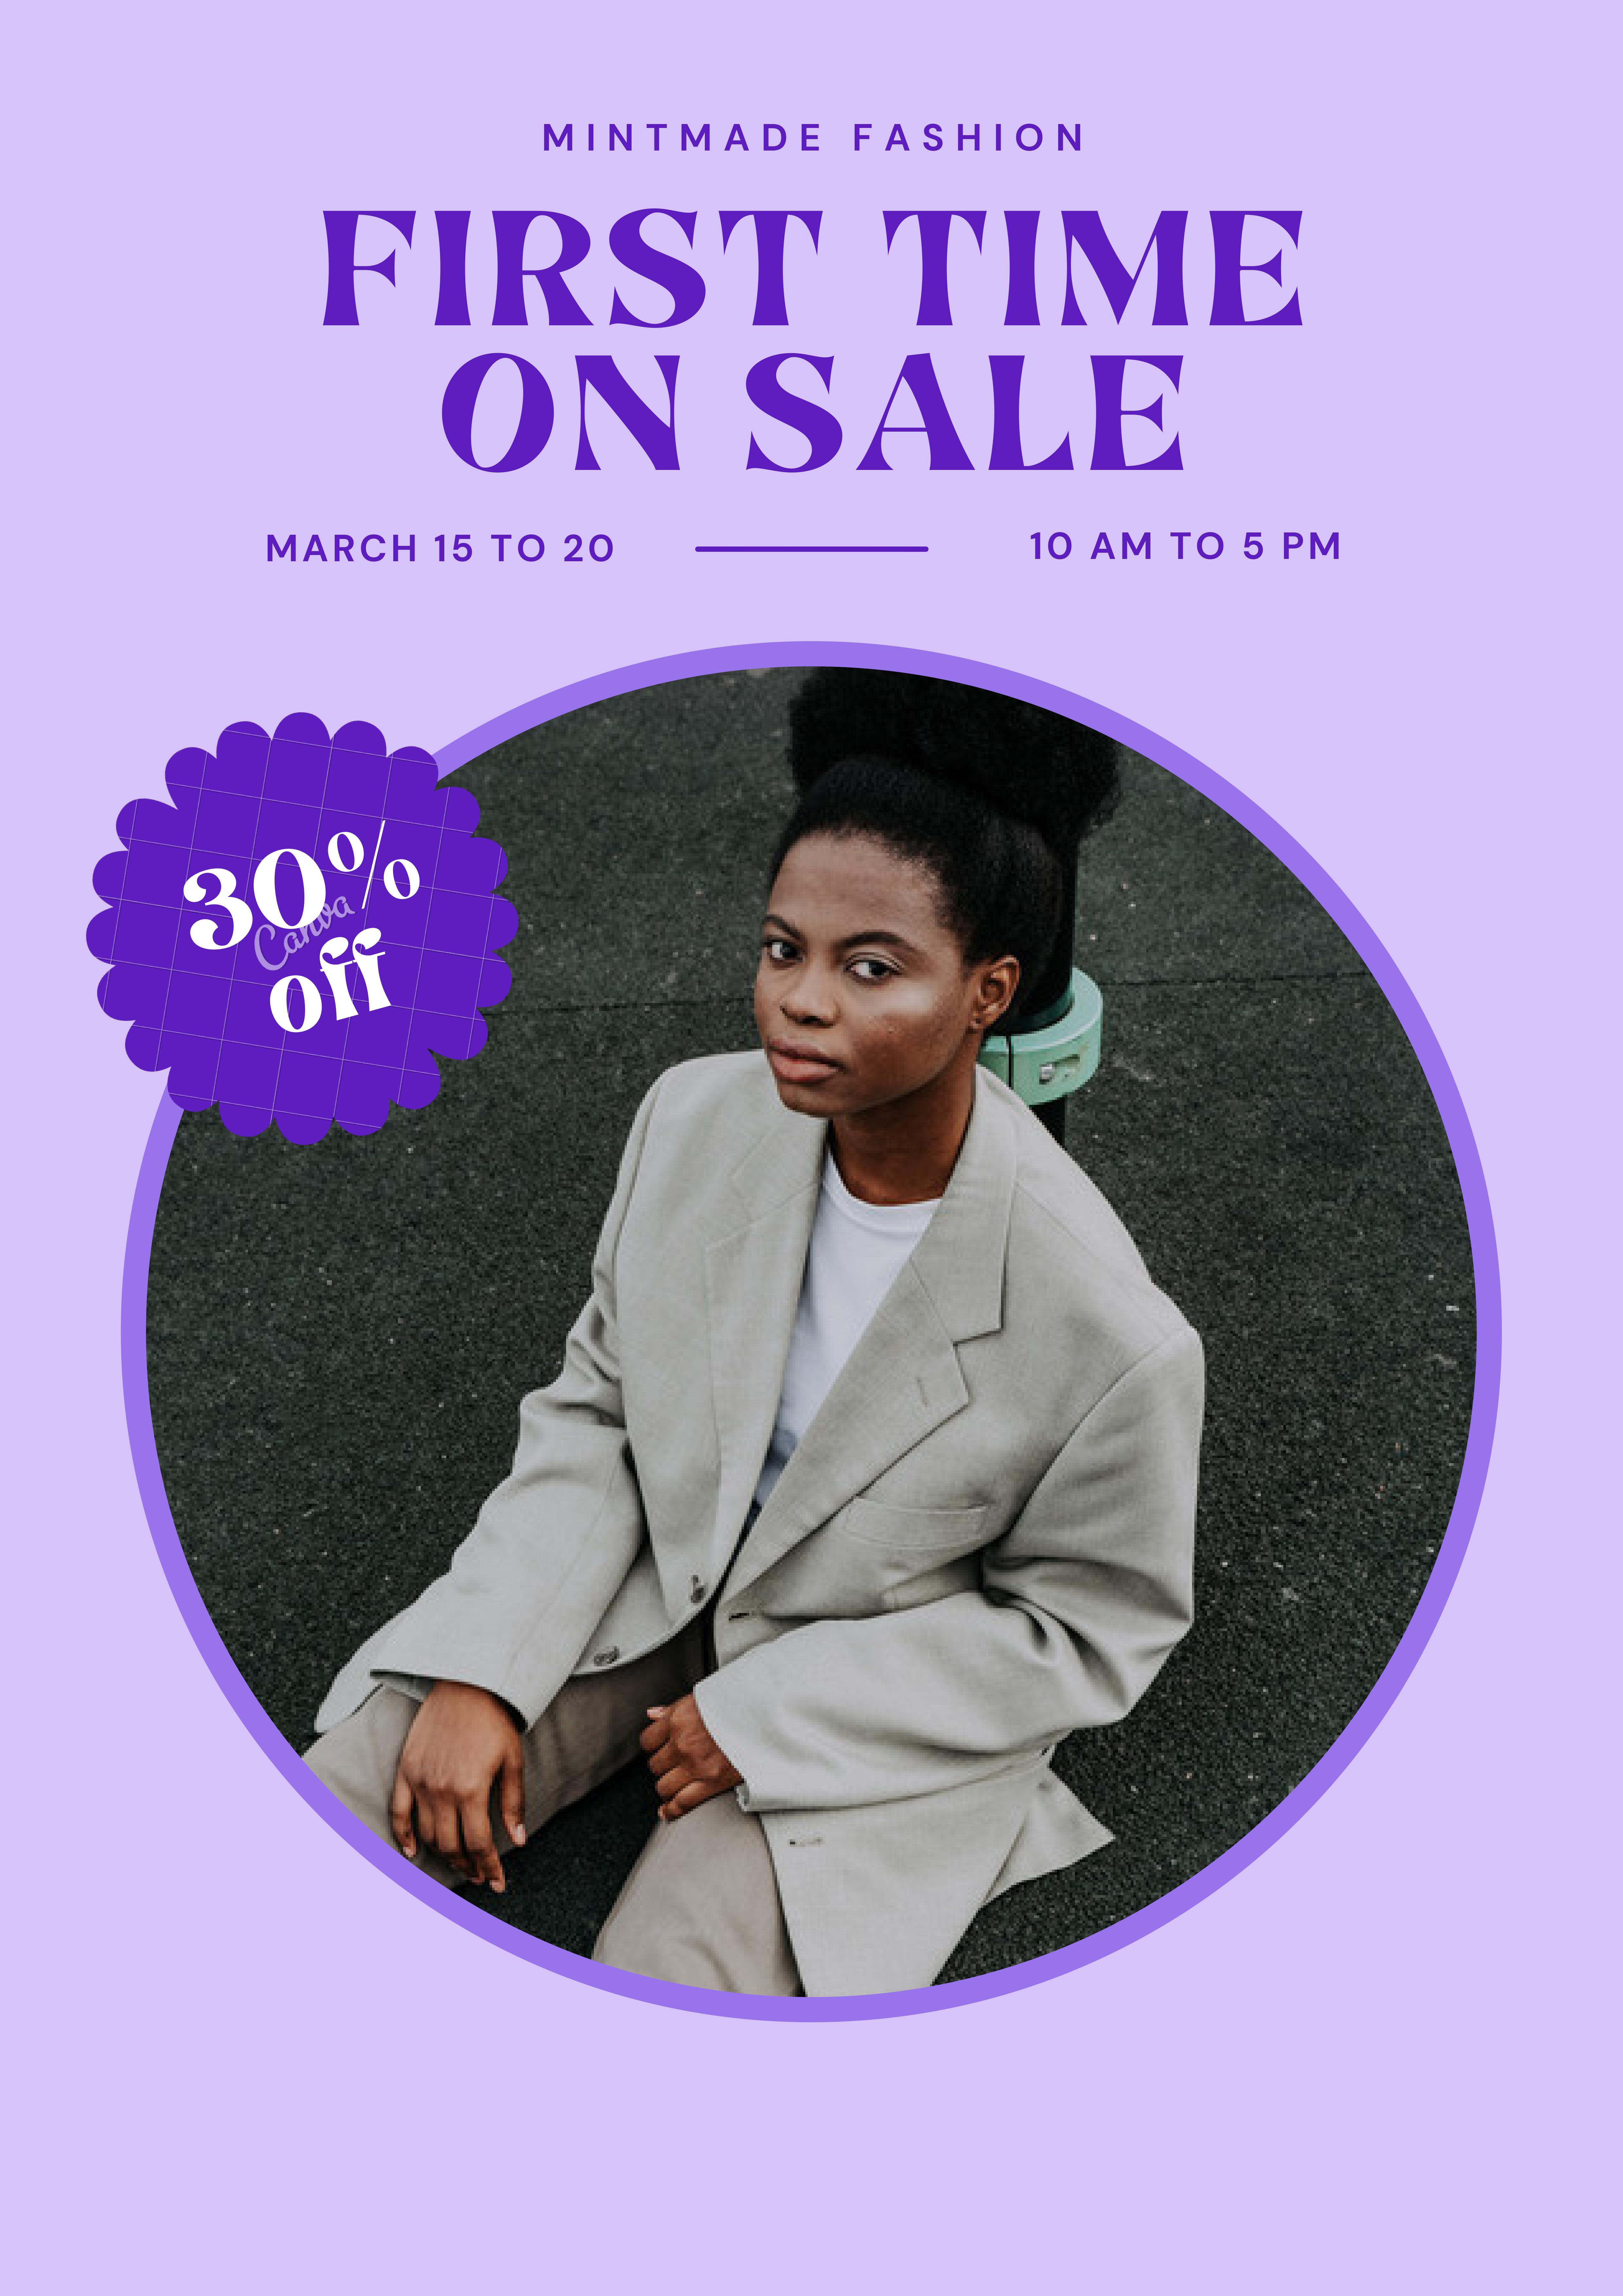 MINTMADE FASHION
FIRST TIME
ON SALE
MARCH 15 TO 20
10 AM TO 5 PM
30%
Canva
off